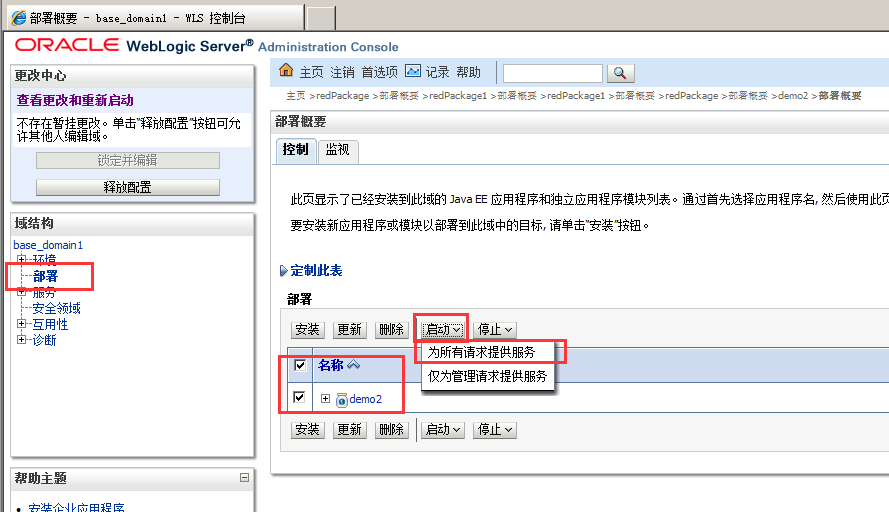 部署概要 - base_domain1 - WLS 控制台
ORACLE WebLogic Server® Administration Console
更改中心
查看更改和重新启动
不存在暂挂更改。单击“释放配置”按钮可允
许其他人编辑域。
锁定并编辑
释放配置
域结构
base_domain1
环境
部署
服务
安全领域
互用性
诊断
帮助主题
安装企业应用程序
主页 注销 首选项 记录 帮助
主页 >redPackage >部署概要 >redPackage1 >部署概要 >redPackage1 >部署概要 >redPackage >部署概要 >demo2 >部署概要
部署概要
控制 监视
此页显示了已经安装到此域的 Java EE 应用程序和独立应用程序模块列表。通过首先选择应用程序名, 然后使用此页
要安装新应用程序或模块以部署到此域中的目标, 请单击“安装”按钮。
定制此表
部署
安装 更新 删除 启动 停止
为所有请求提供服务
仅为管理请求提供服务
名称
demo2
安装 更新 删除 启动 停止